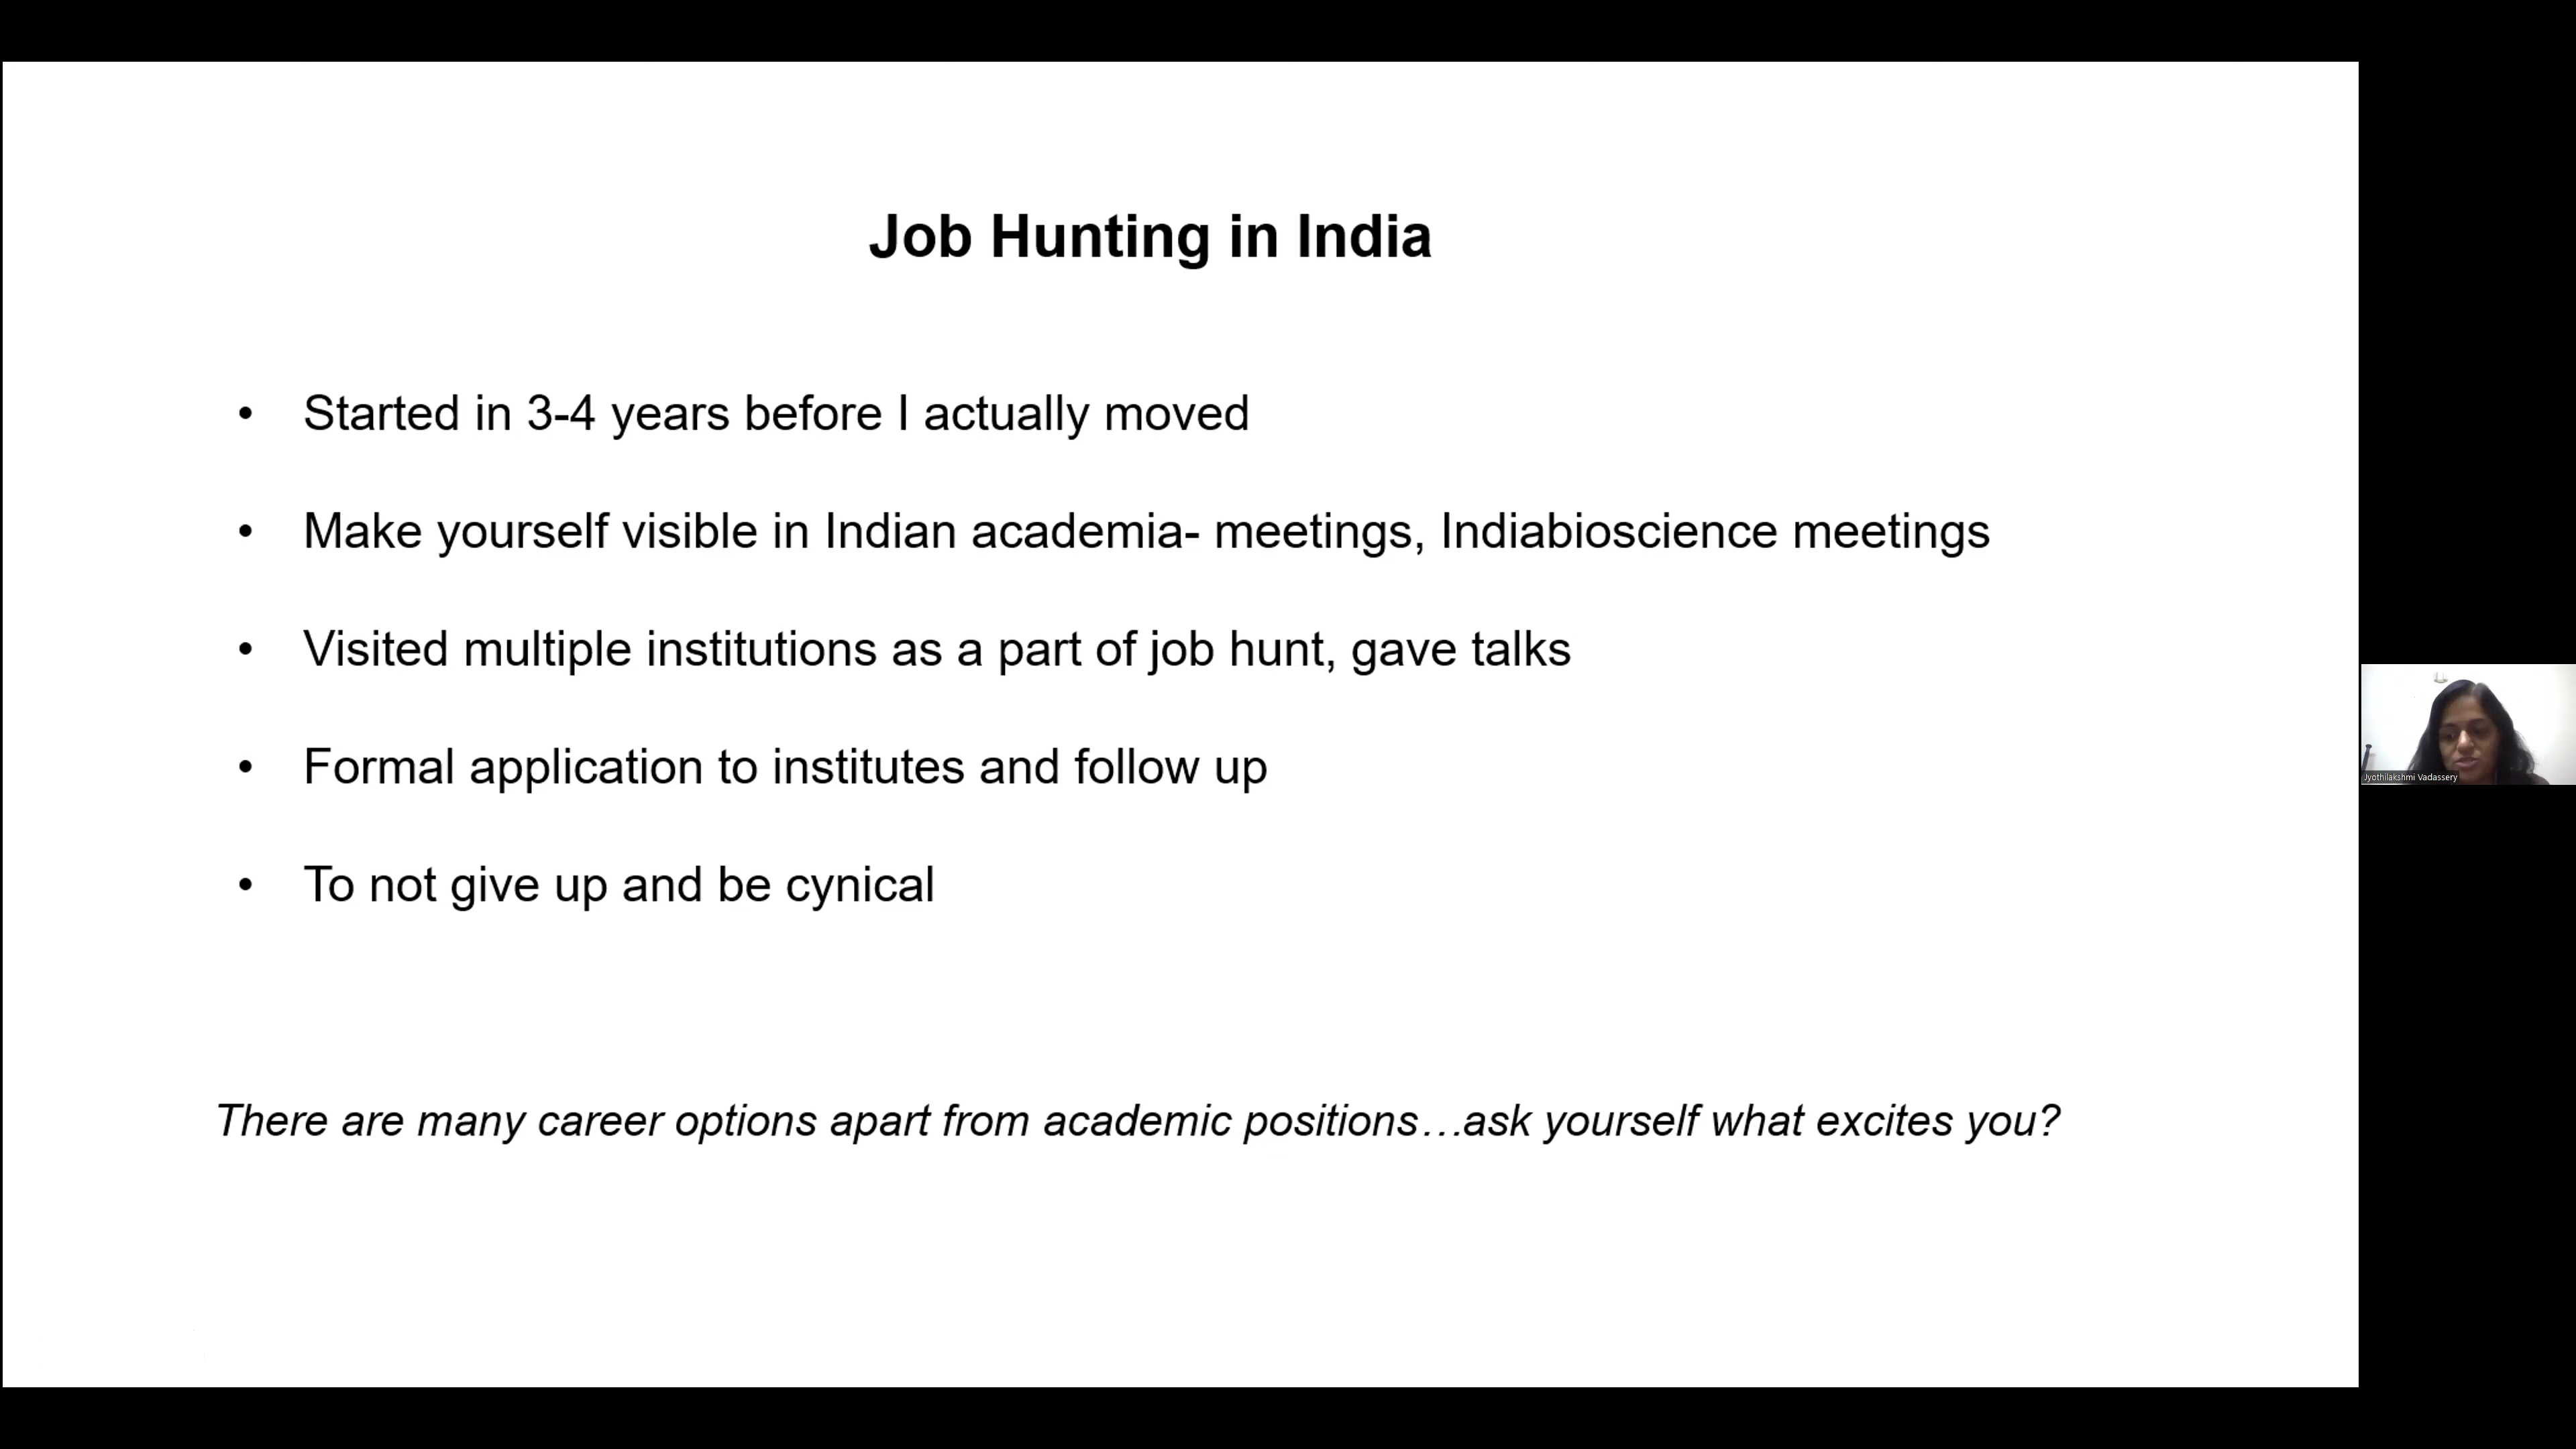 Job Hunting in India
• Started in 3-4 years before I actually moved
• Make yourself visible in Indian academia- meetings, Indiabioscience meetings
• Visited multiple institutions as a part of job hunt, gave talks
• Formal application to institutes and follow up
• To not give up and be cynical
There are many career options apart from academic positions…ask yourself what excites you?
Jyothilakshmi Vadassery